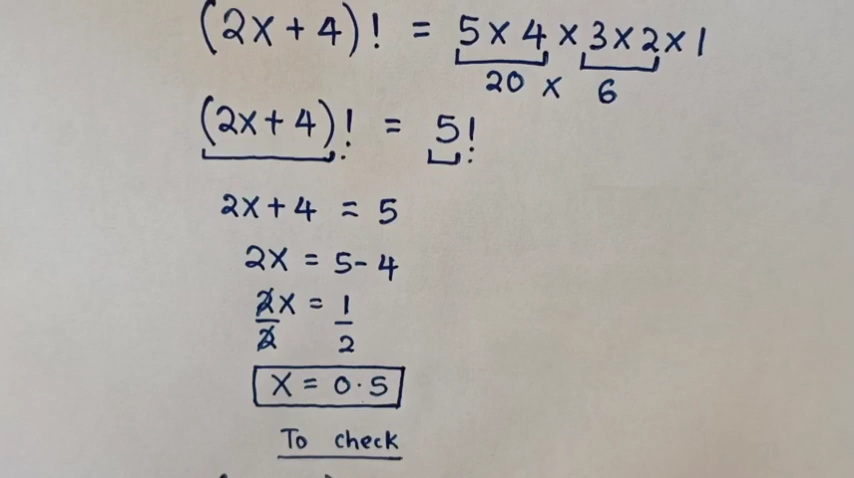 (2x+4)! = 5×4×3×2×1
20 × 6
(2x+4)! = 5!
2x+4 = 5
2x = 5-4
2x/2 = 1/2
x = 0.5
To check